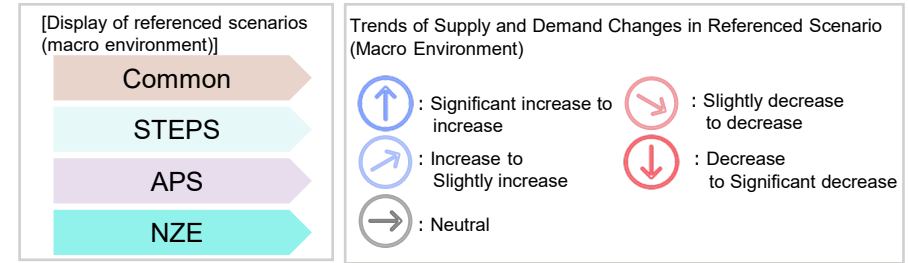 [Display of referenced scenarios
(macro environment)]
Common
STEPS
APS
NZE
Trends of Supply and Demand Changes in Referenced Scenario
(Macro Environment)
: Significant increase to
increase
: Slightly decrease
to decrease
: Increase to
Slightly increase
: Decrease
to Significant decrease
: Neutral